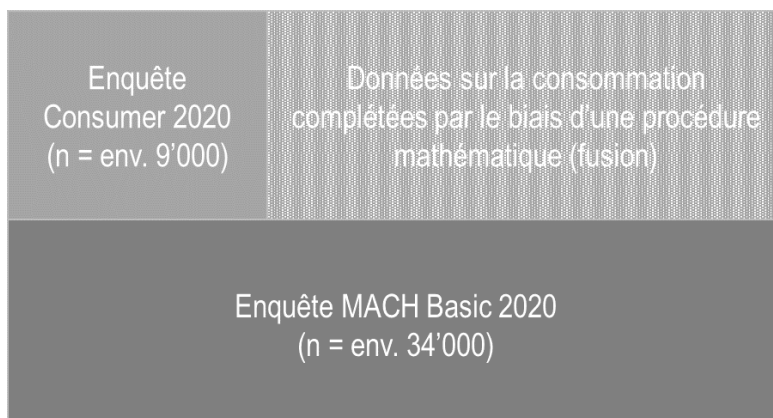 Enquête
Consumer 2020
(n = env. 9’000)
Données sur la consommation
complétées par le biais d’une procédure
mathématique (fusion)
Enquête MACH Basic 2020
(n = env. 34’000)